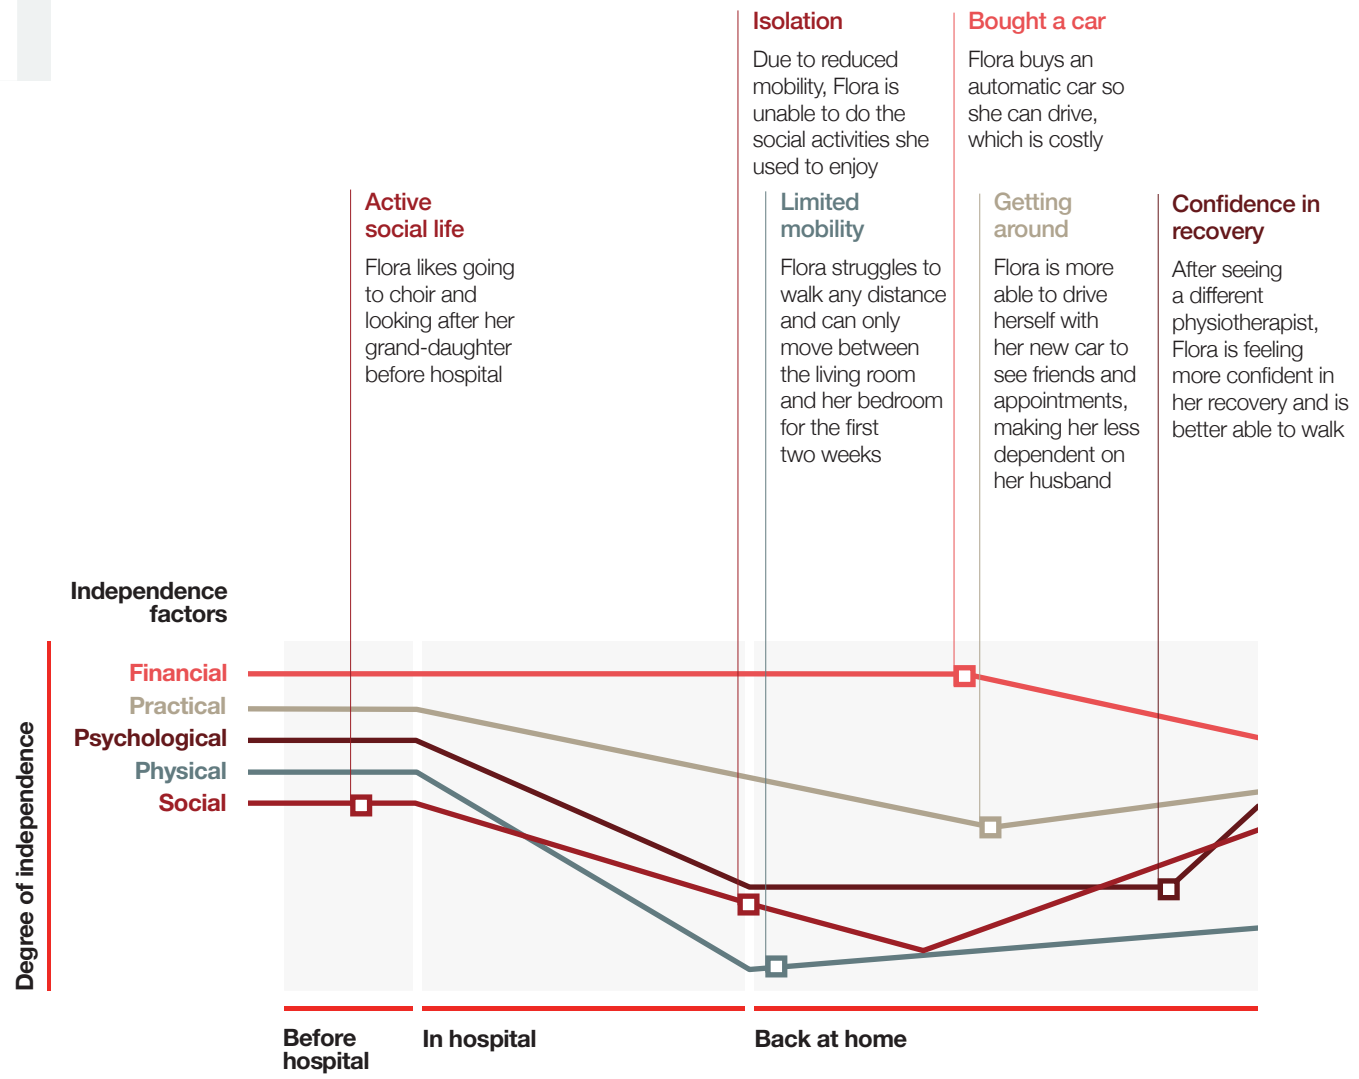 Isolation
Due to reduced
mobility, Flora is
unable to do the
social activities she
used to enjoy
Bought a car
Flora buys an
automatic car so
she can drive,
which is costly
Active
social life
Flora likes going
to choir and
looking after her
grand-daughter
before hospital
Limited
mobility
Flora struggles to
walk any distance
and can only
move between
the living room
and her bedroom
for the first
two weeks
Getting
around
Flora is more
able to drive
herself with
her new car to
see friends and
appointments,
making her less
dependent on
her husband
Confidence in
recovery
After seeing
a different
physiotherapist,
Flora is feeling
more confident in
her recovery and is
better able to walk
Independence
factors
Financial
Practical
Psychological
Physical
Social
Degree of independence
Before
hospital
In hospital
Back at home